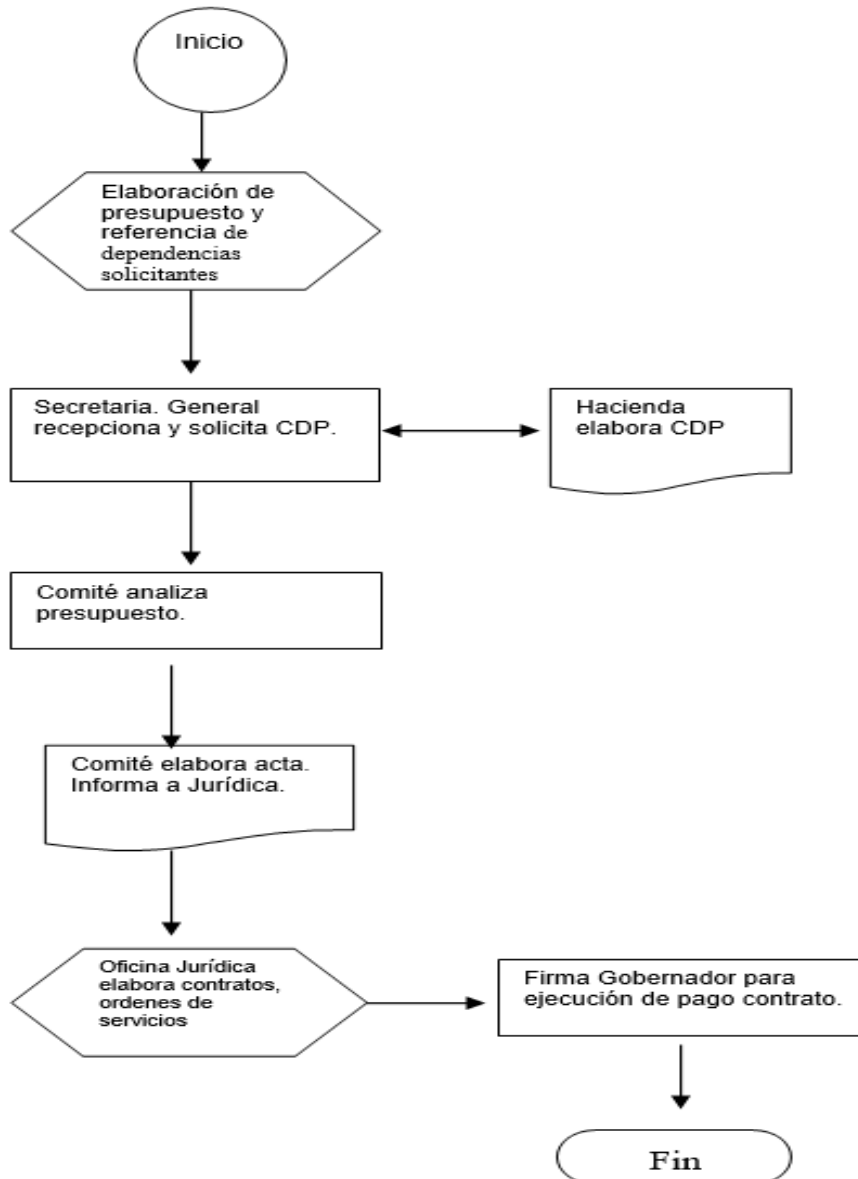 Inicio
Elaboración de
presupuesto y
referencia de
dependencias
solicitantes
Secretaria. General
recepciona y solicita CDP.
Hacienda
elabora CDP
Comité analiza
presupuesto.
Comité elabora acta.
Informa a Jurídica.
Oficina Jurídica
elabora contratos,
ordenes de
servicios
Firma Gobernador para
ejecución de pago contrato.
Fin